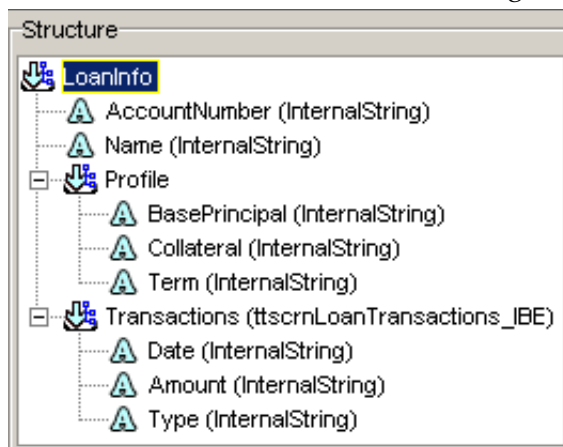 Structure
LoanInfo
AccountNumber (InternalString)
Name (InternalString)
Profile
BasePrincipal (InternalString)
Collateral (InternalString)
Term (InternalString)
Transactions (ttscrnLoanTransactions_IBE)
Date (InternalString)
Amount (InternalString)
Type (InternalString)